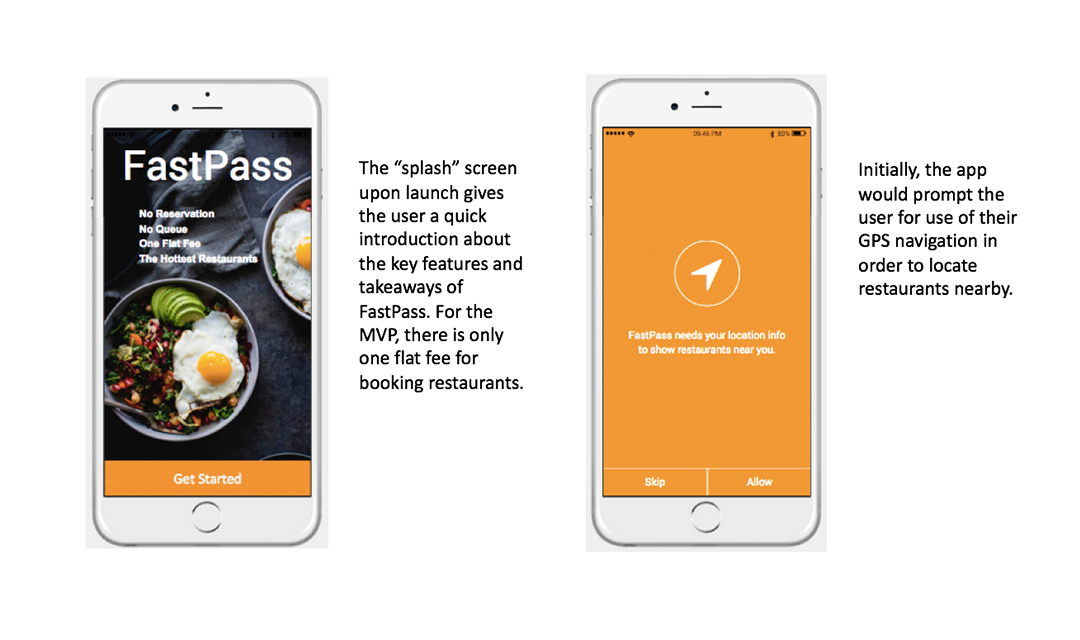 FastPass
No Reservation
No Queue
One Flat Fee
The Hottest Restaurants
Get Started
The “splash” screen
upon launch gives
the user a quick
introduction about
the key features and
takeaways of
FastPass. For the
MVP, there is only
one flat fee for
booking restaurants.
09:46 PM 80%
FastPass needs your location info
to show restaurants near you.
Skip Allow
Initially, the app
would prompt the
user for use of their
GPS navigation in
order to locate
restaurants nearby.